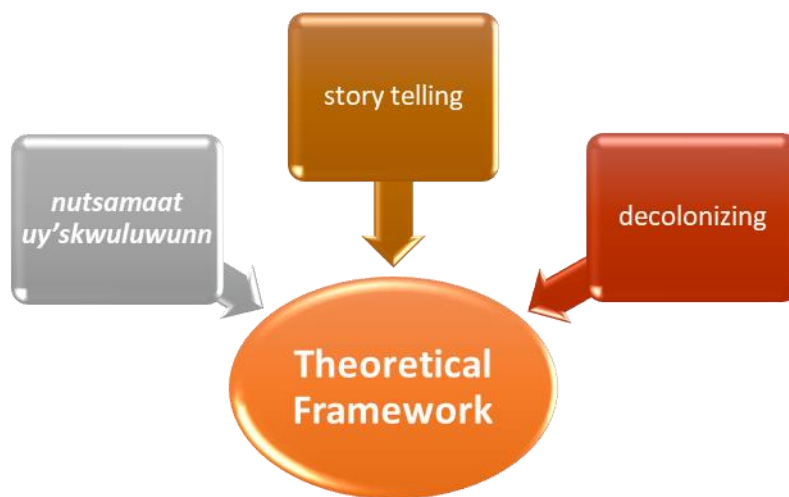 story telling
nutsamaat
uy'skwuluwunn
decolonizing
Theoretical
Framework